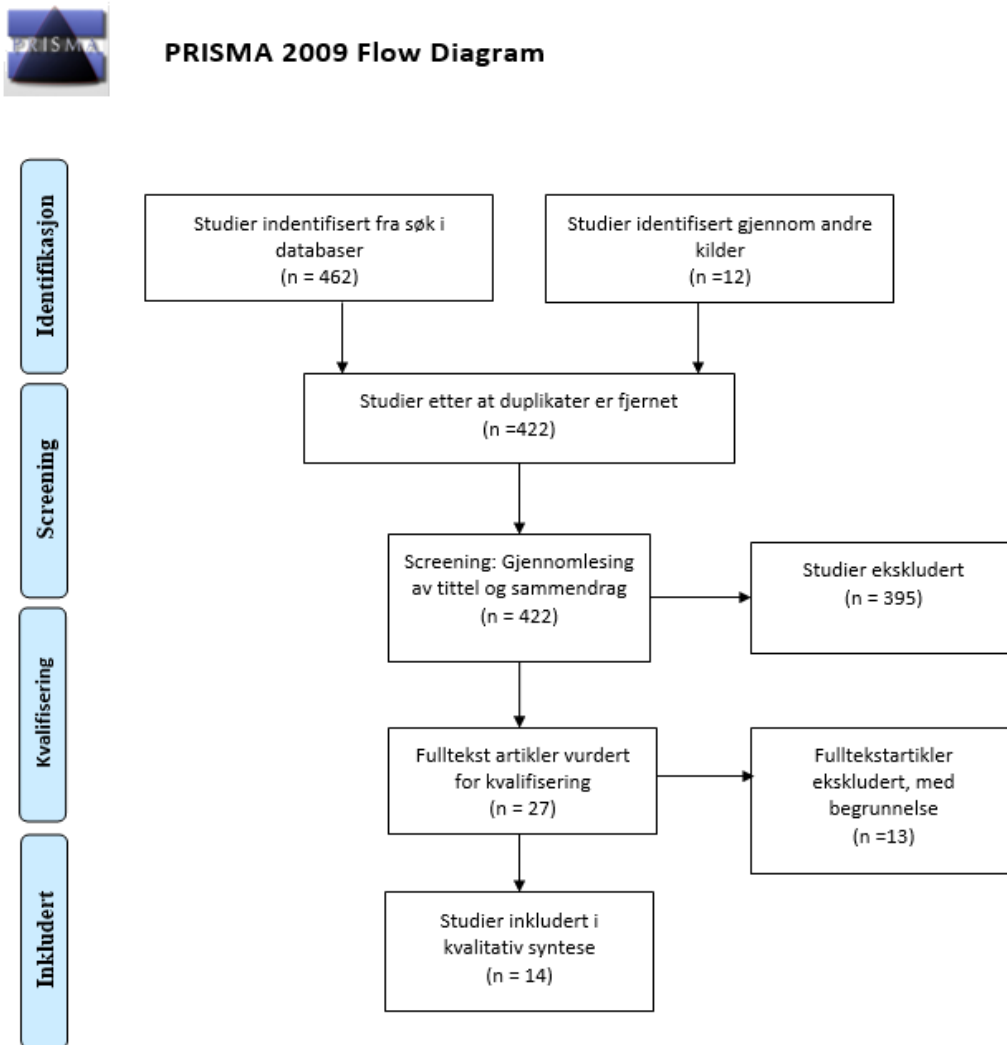 PRISMA
PRISMA 2009 Flow Diagram
Identifikasjon
Studier indentifisert fra søk i
databaser
(n = 462)
Studier identifisert gjennom andre
kilder
(n =12)
Screening
Studier etter at duplikater er fjernet
(n =422)
Screening: Gjennomlesing
av tittel og sammendrag
(n = 422)
Studier ekskludert
(n = 395)
Kvalifisering
Fulltekst artikler vurdert
for kvalifisering
(n = 27)
Fulltekstartikler
ekskludert, med
begrunnelse
(n =13)
Inkludert
Studier inkludert i
kvalitativ syntese
(n = 14)